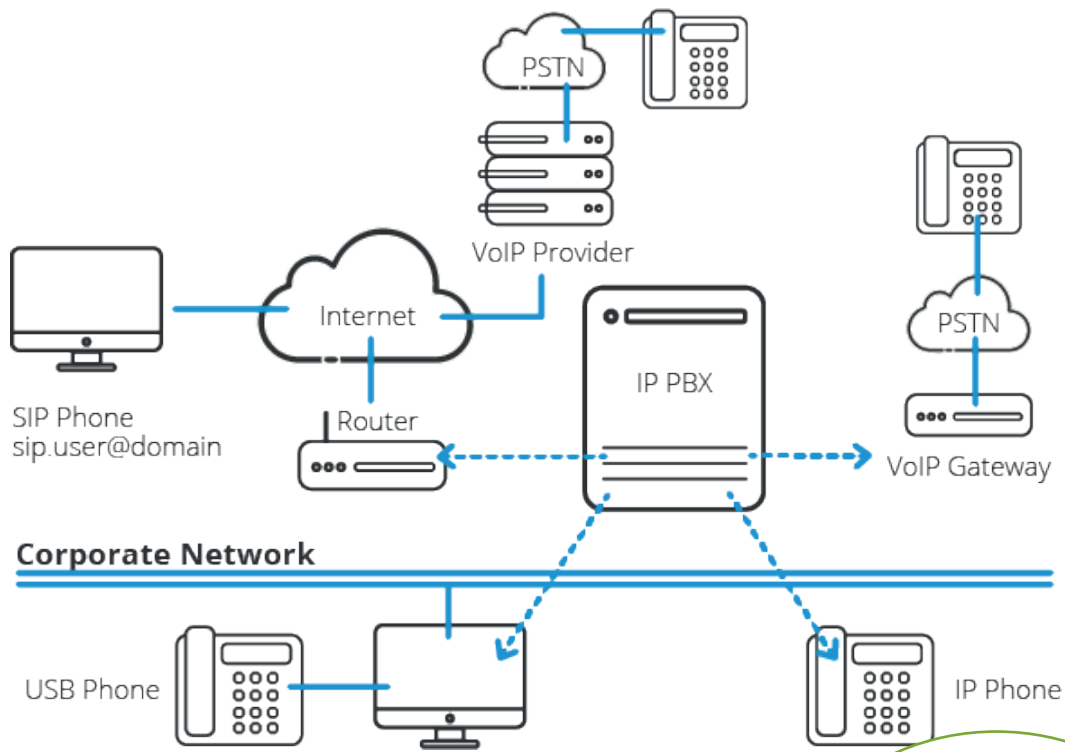 PSTN
VoIP Provider
Internet
PSTN
IP PBX
SIP Phone
sip.user@domain
Router
VoIP Gateway
Corporate Network
USB Phone
IP Phone